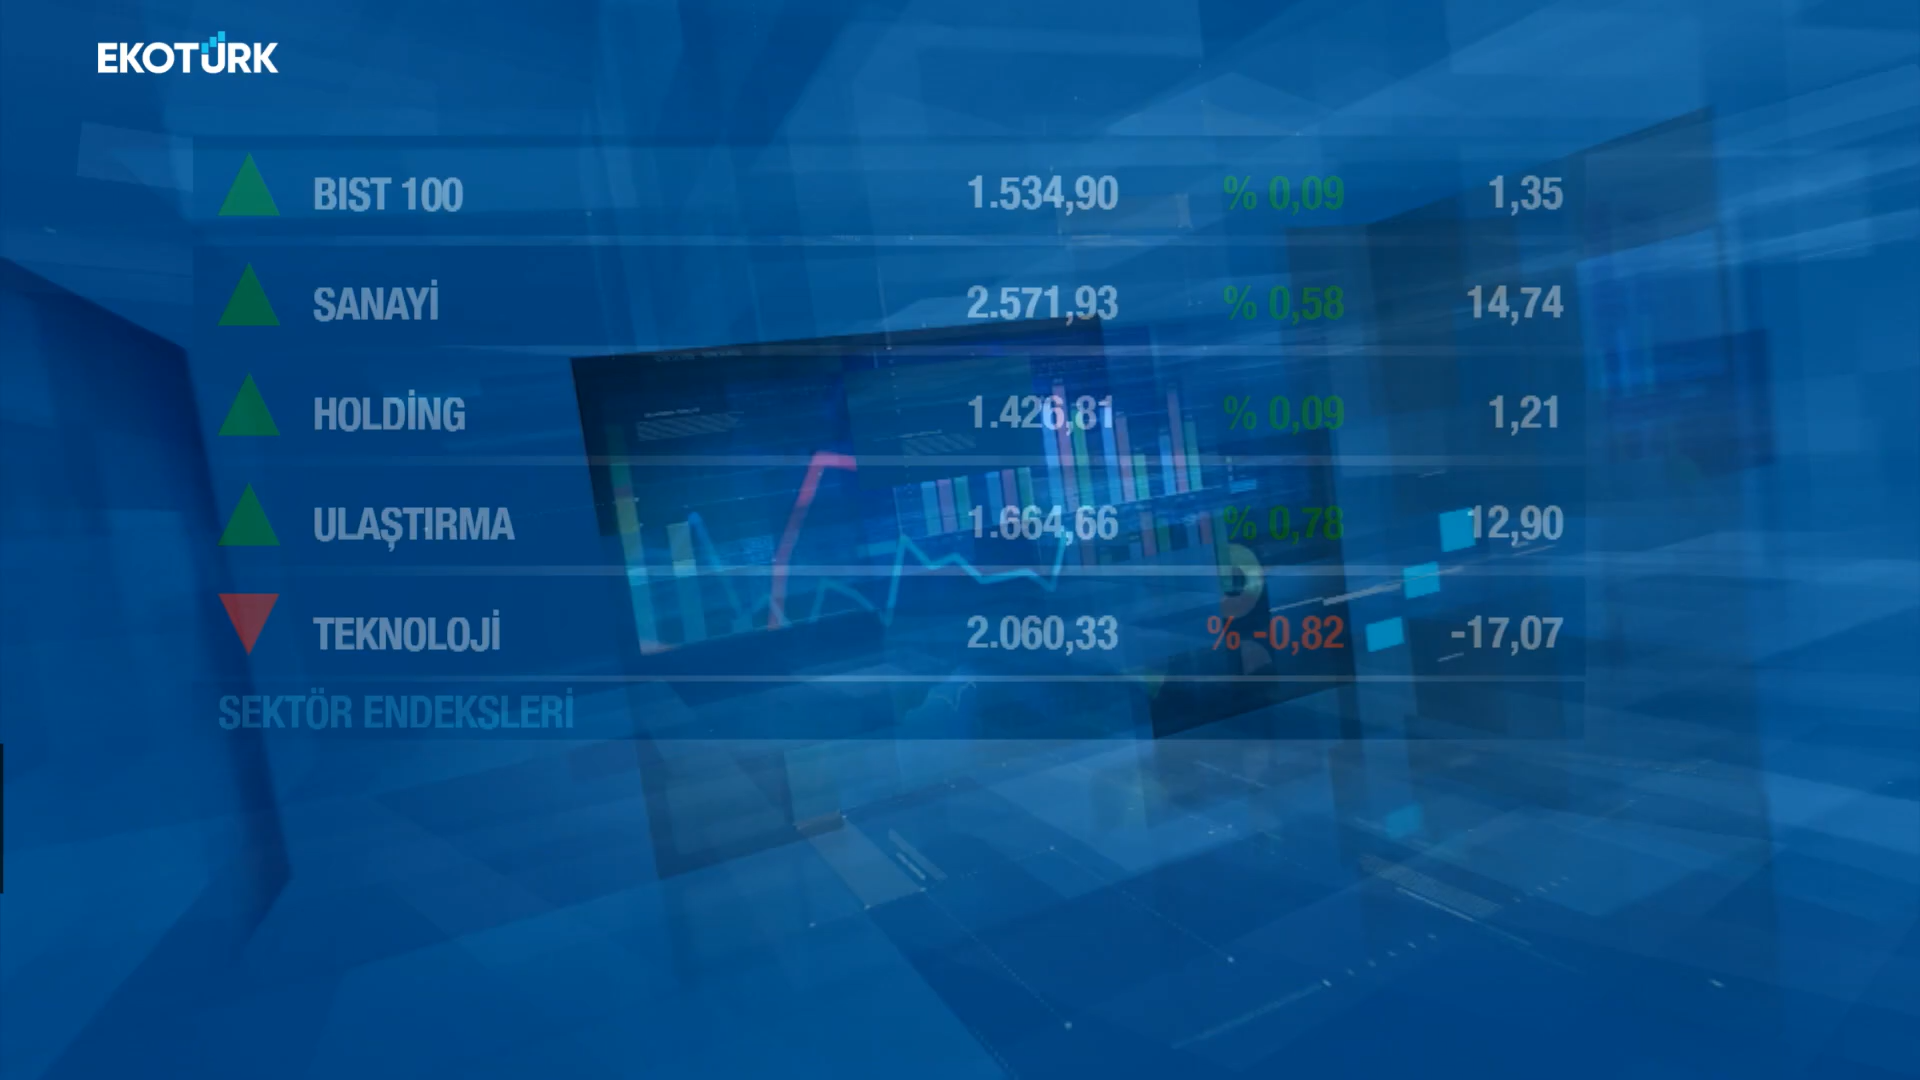 EKOTÜRK
BIST 100 1.534,90 % 0,09 1,35
SANAYİ 2.571,93 % 0,58 14,74
HOLDİNG 1.426,81 % 0,09 1,21
ULAŞTIRMA 1.664,66 % 0,78 12,90
TEKNOLOJİ 2.060,33 % -0,82 -17,07
SEKTÖR ENDEKSLERİ